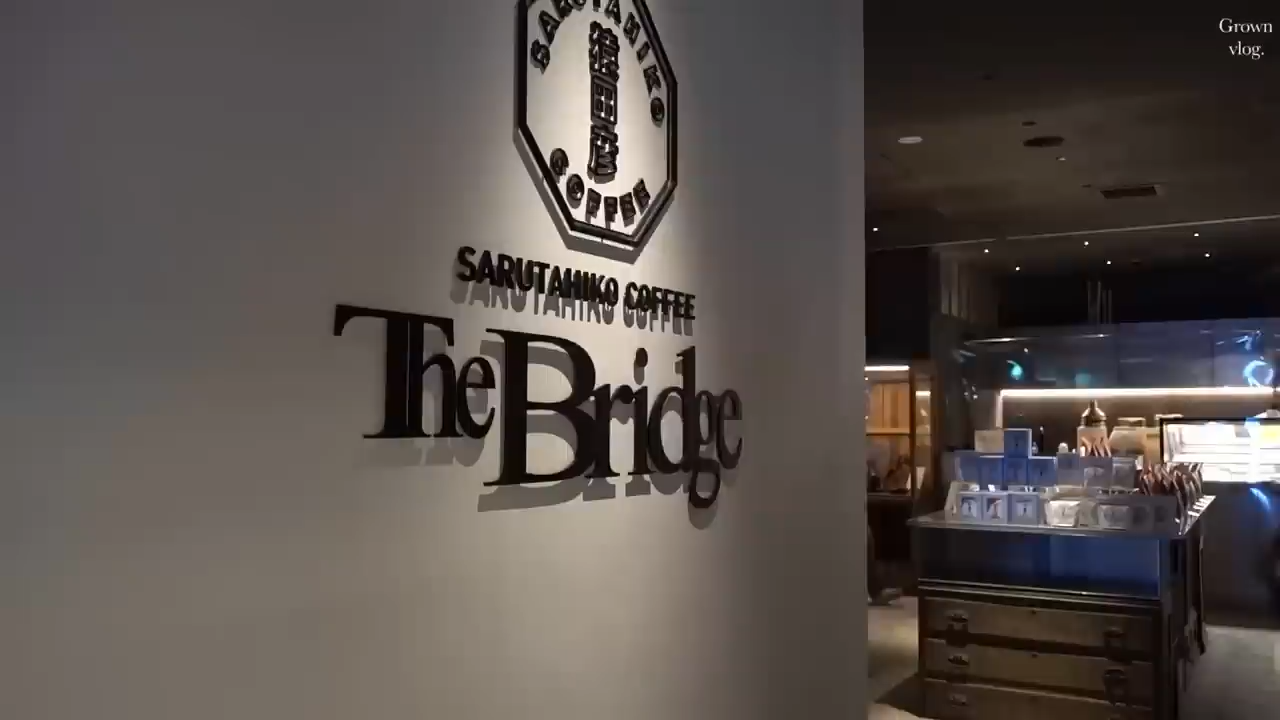 SARUTAHIKO
猿田彦
COFFEE
SARUTAHIKO COFFEE
The Bridge
Grown
vlog.